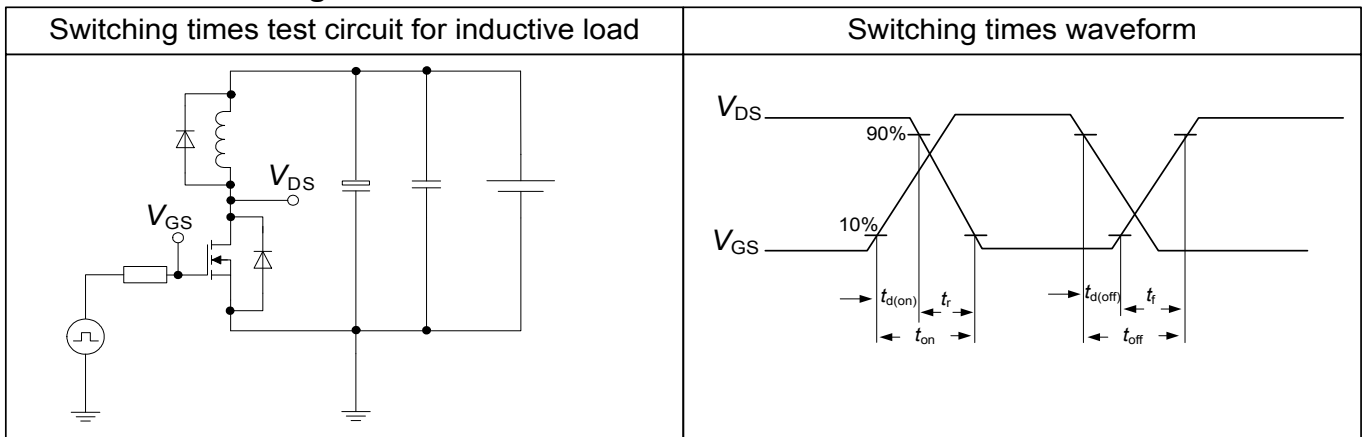 Switching times test circuit for inductive load
Switching times waveform
VDS
VGS
VDS
90%
10%
VGS
td(on)
tr
td(off)
tf
ton
toff